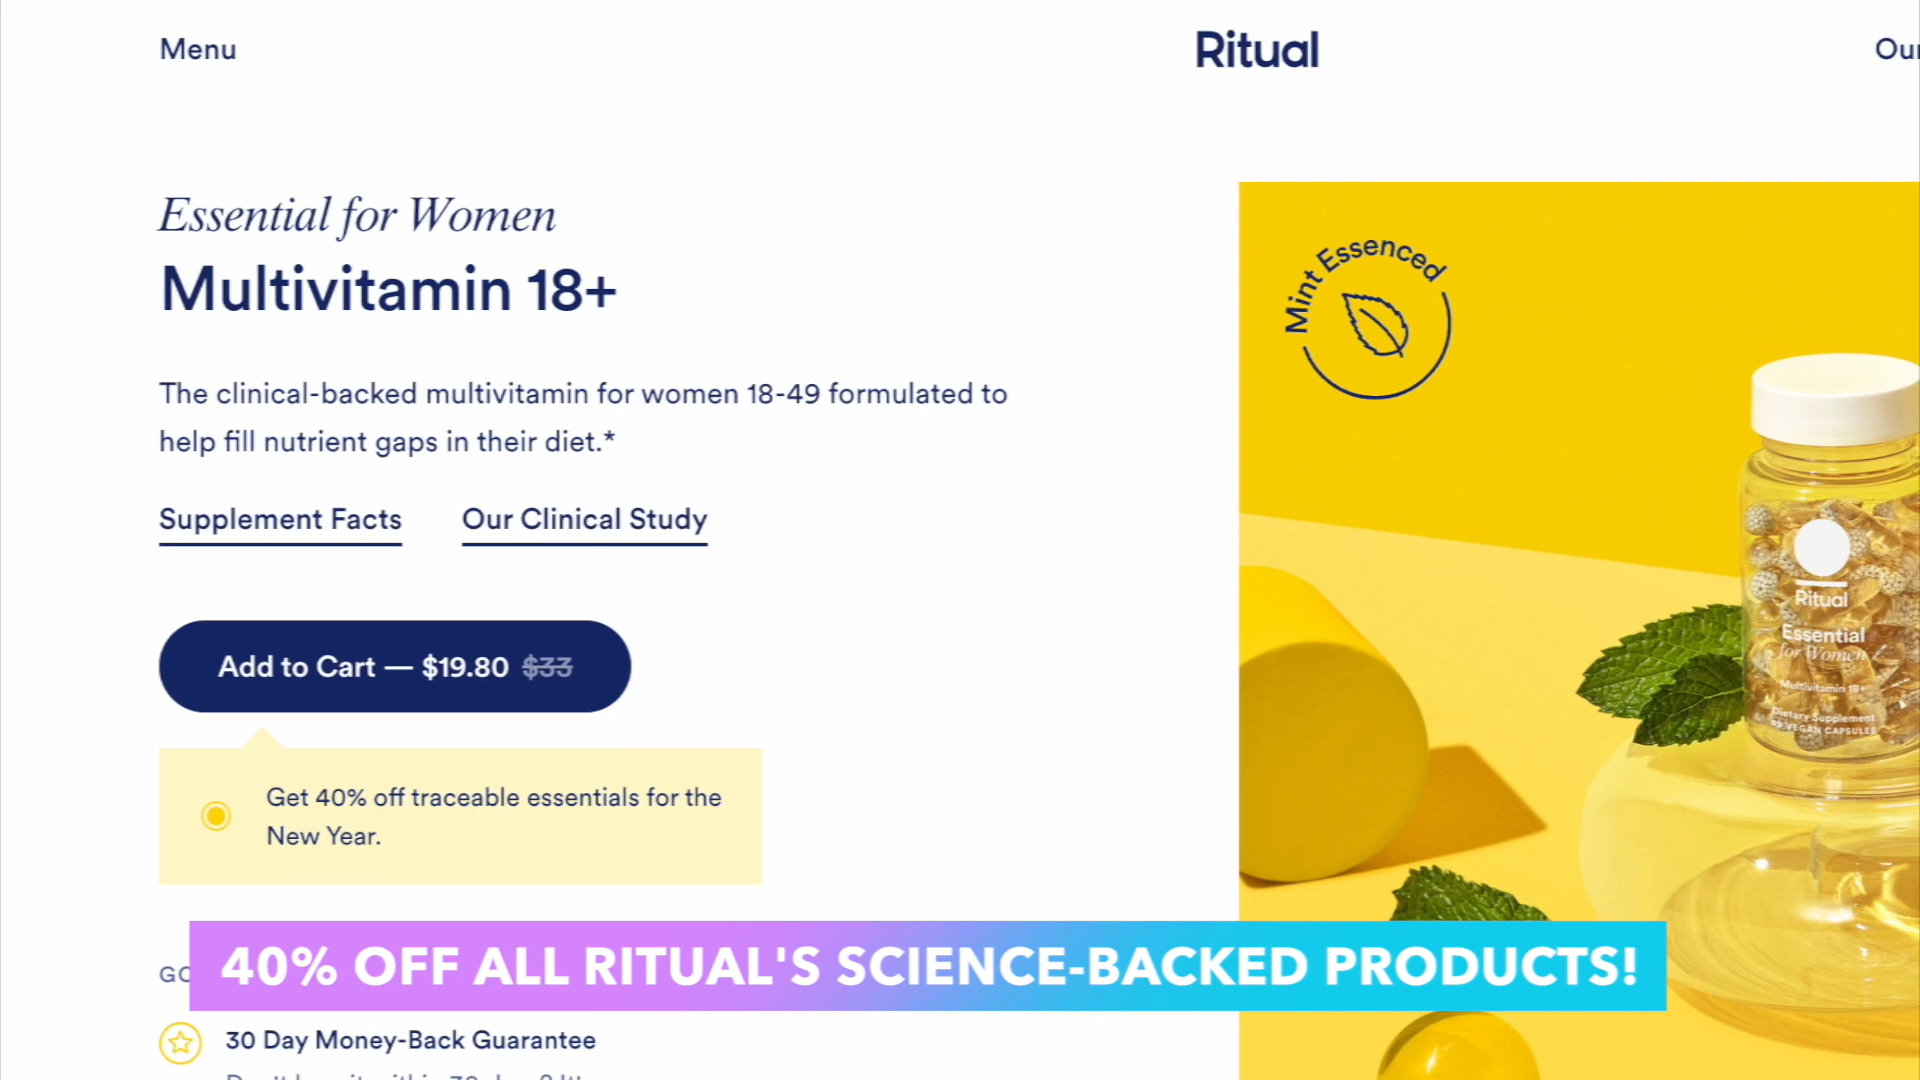 Menu
Ritual
Essential for Women
Multivitamin 18+
The clinical-backed multivitamin for women 18-49 formulated to
help fill nutrient gaps in their diet.*
Supplement Facts
Our Clinical Study
Add to Cart — $19.80 $33
Get 40% off traceable essentials for the
New Year.
40% OFF ALL RITUAL'S SCIENCE-BACKED PRODUCTS!
30 Day Money-Back Guarantee
Mint Essenced
Ritual
Essential
for Women
Multivitamin 18+
Dietary Supplement
VEGAN CAPSULES